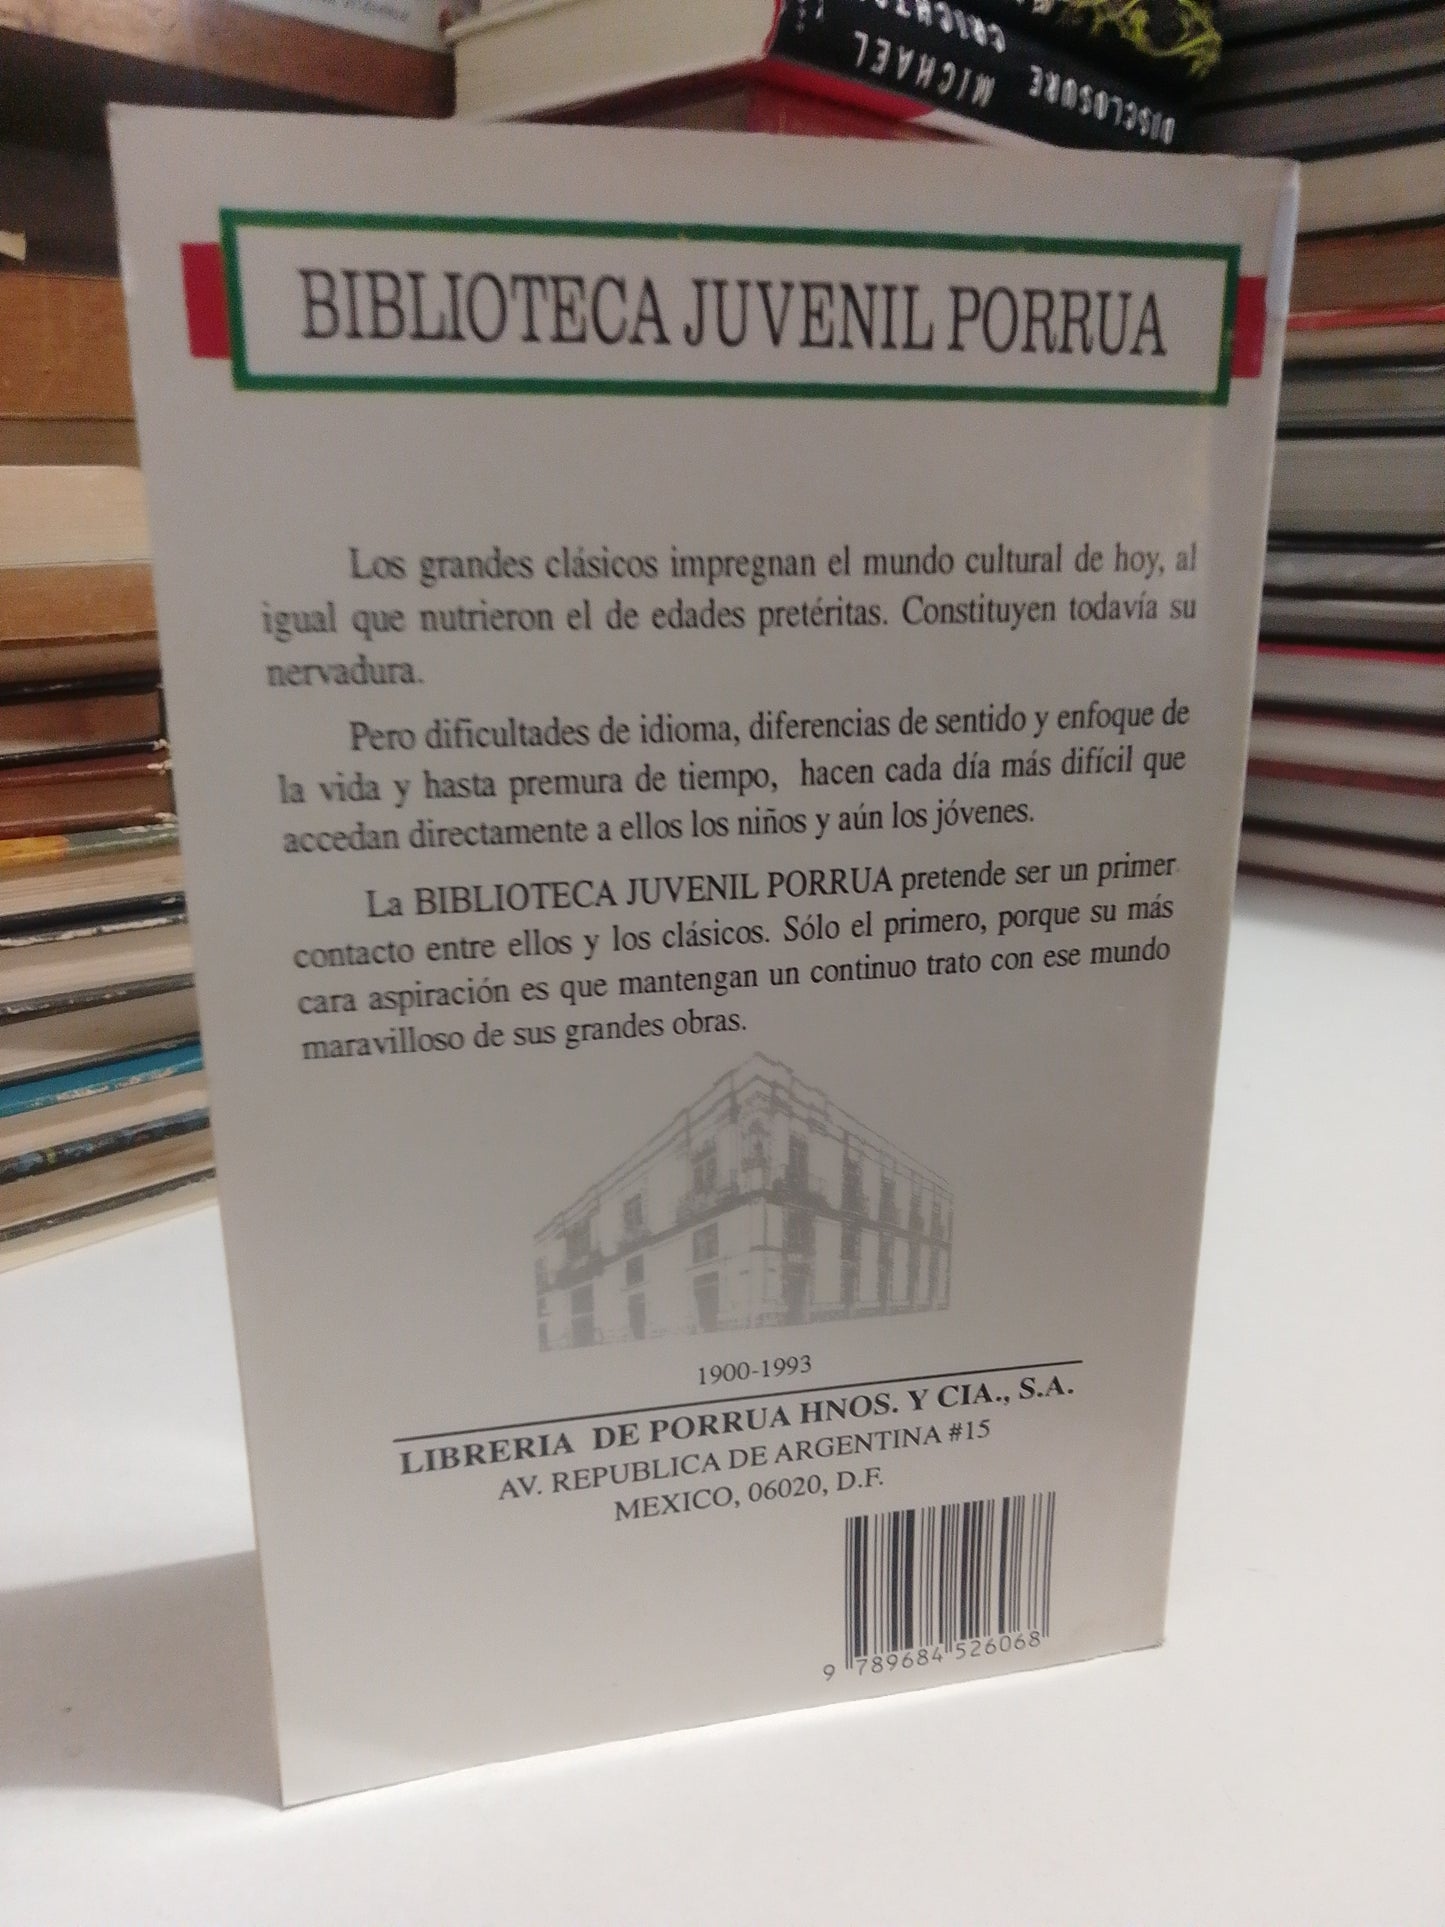 DISCLOSURE MICHAEL
BIBLIOTECA JUVENIL PORRUA
Los grandes clásicos impregnan el mundo cultural de hoy, al
igual que nutrieron el de edades pretéritas. Constituyen todavía su
nervadura.
Pero dificultades de idioma, diferencias de sentido y enfoque de
la vida y hasta premura de tiempo, hacen cada día más difícil que
accedan directamente a ellos los niños y aún los jóvenes.
La BIBLIOTECA JUVENIL PORRUA pretende ser un primer
contacto entre ellos y los clásicos. Sólo el primero, porque su más
cara aspiración es que mantengan un continuo trato con ese mundo
maravilloso de sus grandes obras.
1900-1993
LIBRERIA DE PORRUA HNOS. Y CIA., S.A.
AV. REPUBLICA DE ARGENTINA #15
MEXICO, 06020, D.F.
9 789684 526068